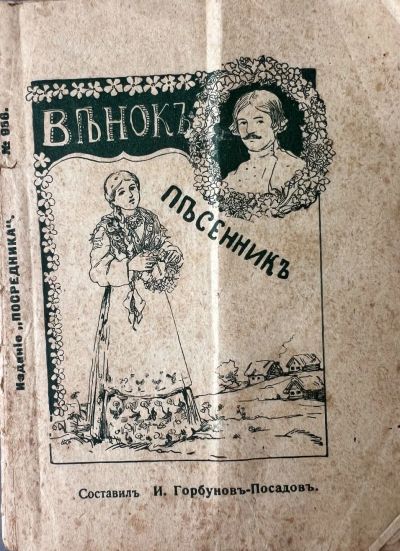 ВѢНОКЪ
ПѢСЕННИКЪ
Составилъ И. Горбуновъ-Посадовъ.
Изданіе „ПОСРЕДНИКА“. № 958.